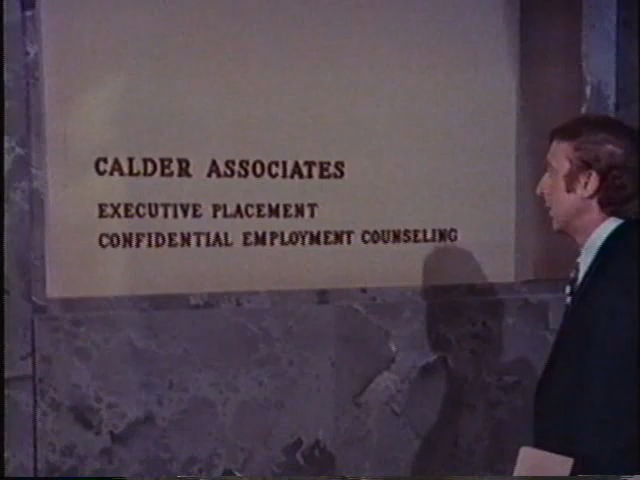 CALDER ASSOCIATES
EXECUTIVE PLACEMENT
CONFIDENTIAL EMPLOYMENT COUNSELING